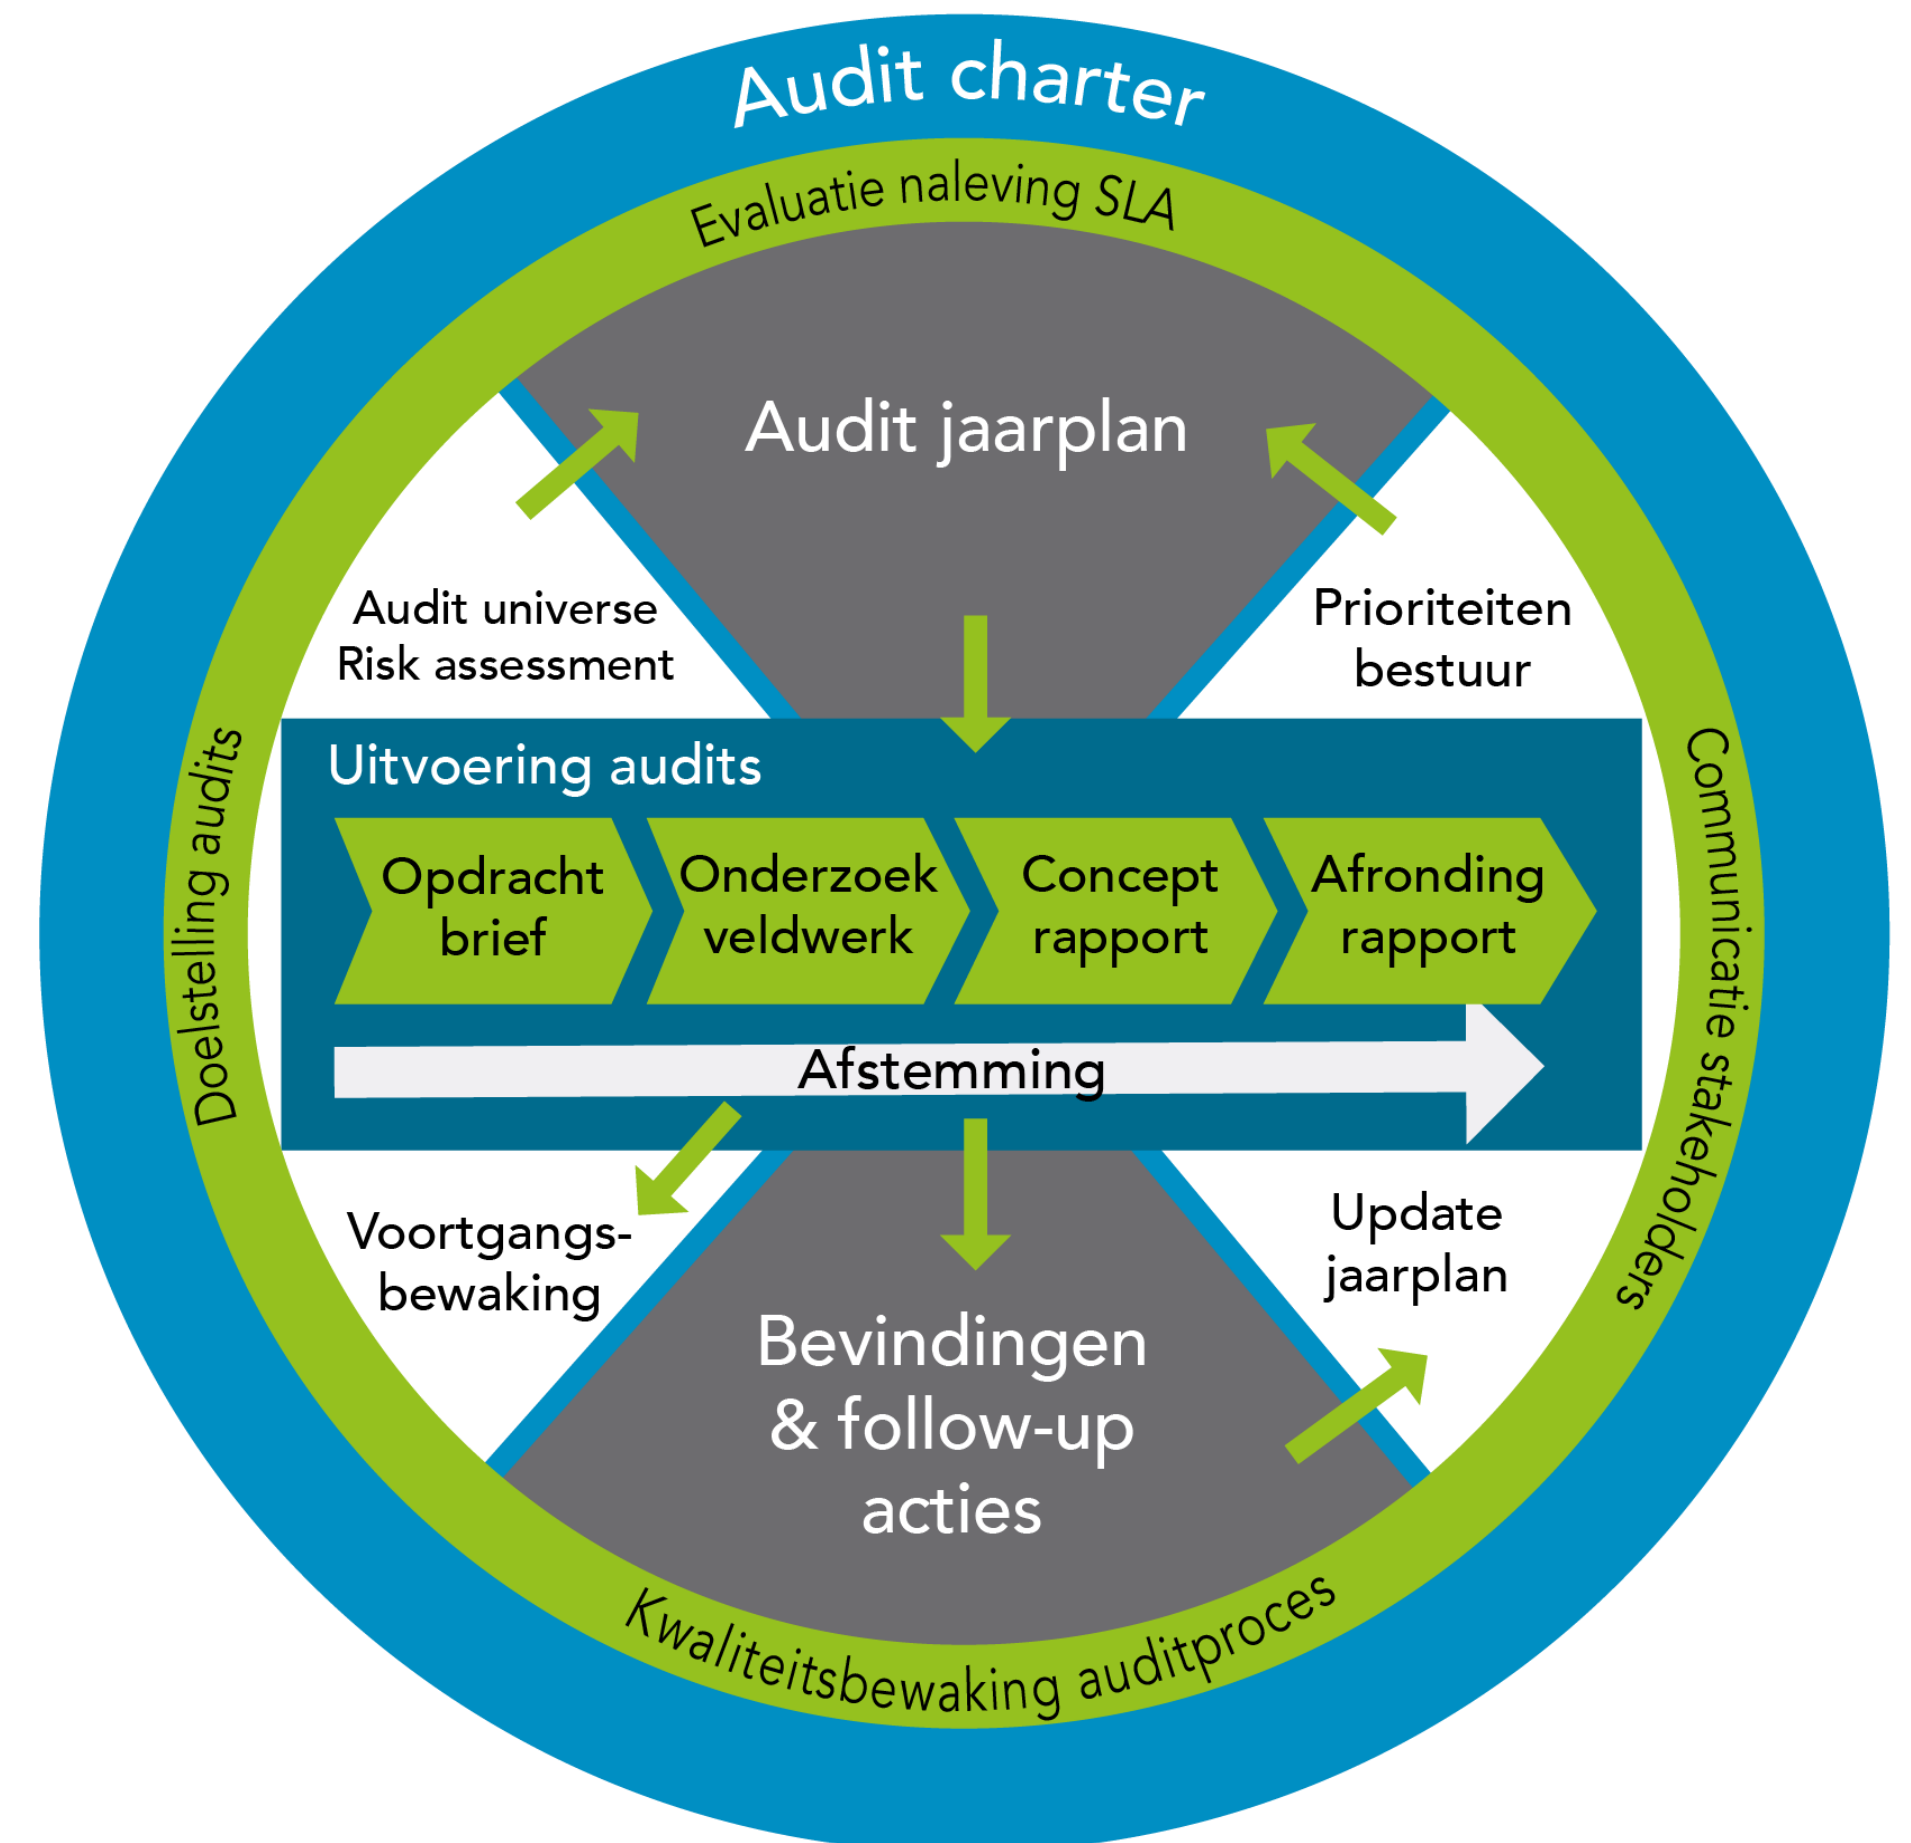 Audit charter
Evaluatie naleving SLA
Audit jaarplan
Audit universe
Risk assessment
Prioriteiten
bestuur
Doelstelling audits
Communicatie stakeholders
Uitvoering audits
Opdracht
brief
Onderzoek
veldwerk
Concept
rapport
Afronding
rapport
Afstemming
Voortgangs-
bewaking
Update
jaarplan
Bevindingen
& follow-up
acties
Kwaliteitsbewaking auditproces